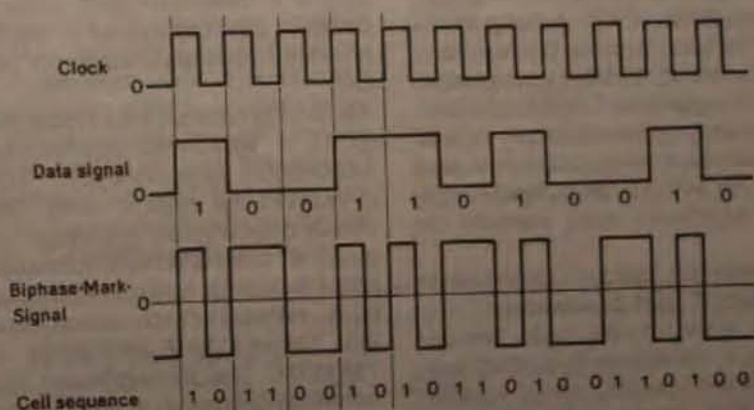 Clock
0
Data signal
0
1 0 0 1 1 0 1 0 0 1 0
Biphase-Mark-
0
Signal
Cell sequence 1 0 1 1 0 0 1 0 1 0 1 1 0 1 0 0 1 1 0 1 0 0